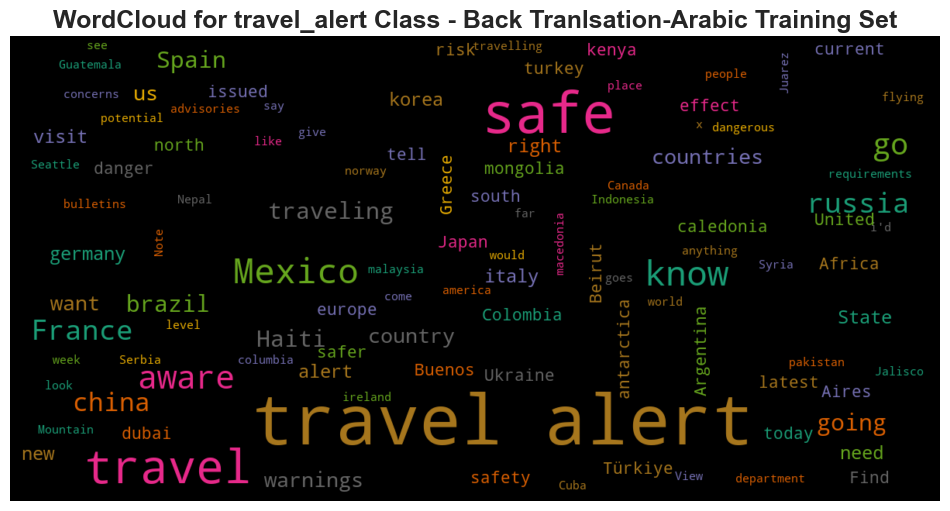 WordCloud for travel_alert Class - Back Tranlsation-Arabic Training Set
see
Spain
risk
travelling
kenya
current
Guatemala
turkey
people
Juarez
concerns
us
issued
korea
place
effect
flying
potential
advisories
say
safe
x
dangerous
visit
north
like
give
right
go
tell
countries
Seattle
danger
norway
mongolia
requirements
Greece
Canada
bulletins
Nepal
traveling
south
Indonesia
russia
far
caledonia
United
i'd
Note
Japan
macedonia
germany
would
anything
Mexico
malaysia
italy
Beirut
goes
know
Syria
Africa
want
brazil
come
america
world
europe
Colombia
State
France
level
Haiti
country
antarctica
Argentina
week
Serbia
columbia
safer
pakistan
look
aware
alert
Buenos
Ukraine
latest
Jalisco
Aires
china
ireland
travel alert
Mountain
dubai
today
going
new
travel
warnings
safety
Türkiye
need
Cuba
View
department
Find